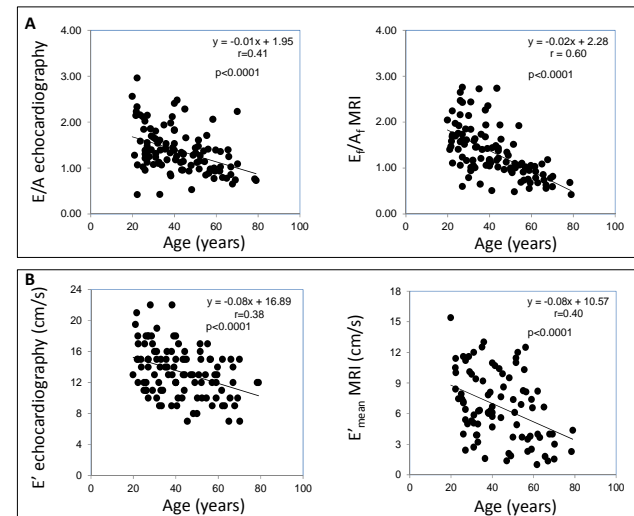 A
y = -0.01x + 1.95
r=0.41
p<0.0001
4.00
3.00
2.00
1.00
0.00
0
20
40
60
80
100
E/A echocardiography
Age (years)
y = -0.02x + 2.28
r = 0.60
p<0.0001
4.00
3.00
2.00
1.00
0.00
0
20
40
60
80
100
Ef/Af MRI
Age (years)
B
y = -0.08x + 16.89
r=0.38
p<0.0001
24
20
16
12
8
4
0
0
20
40
60
80
100
E’ echocardiography (cm/s)
Age (years)
y = -0.08x + 10.57
r=0.40
p<0.0001
18
15
12
9
6
3
0
0
20
40
60
80
100
E’mean MRI (cm/s)
Age (years)